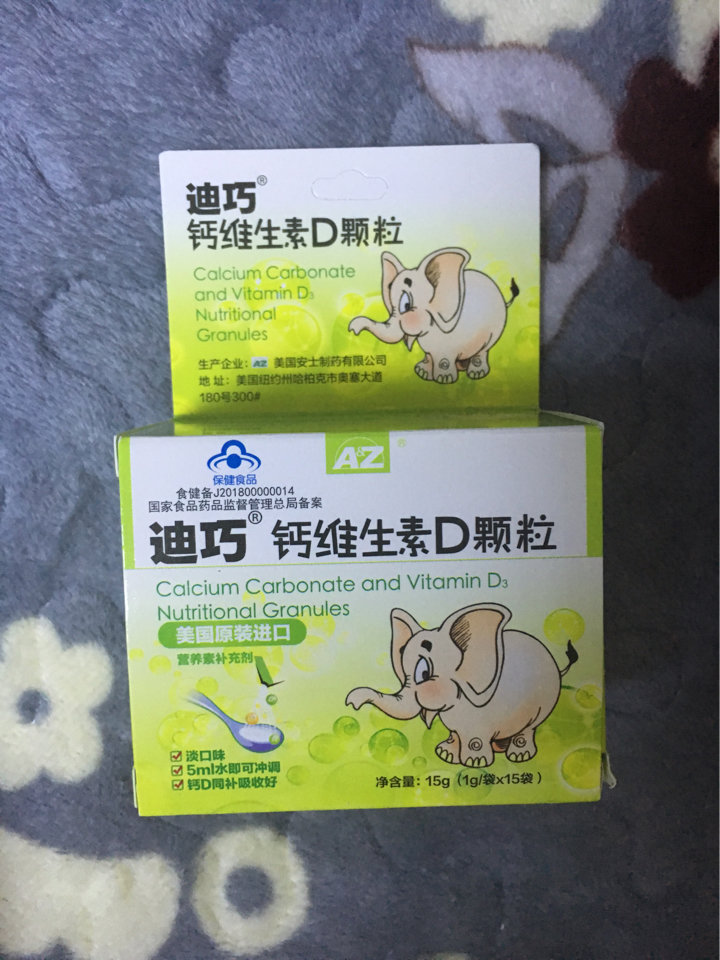 迪巧®
钙维生素D颗粒
Calcium Carbonate
and Vitamin D₃
Nutritional
Granules
生产企业：AZ 美国安士制药有限公司
地 址：美国纽约州哈柏克市奥塞大道
180号300#
保健食品
食健备J201800000014
国家食品药品监督管理总局备案
A&Z®
迪巧® 钙维生素D颗粒
Calcium Carbonate and Vitamin D₃
Nutritional Granules
美国原装进口
营养素补充剂
淡口味
5ml水即可冲调
钙D同补吸收好
净含量：15g（1g/袋x15袋）